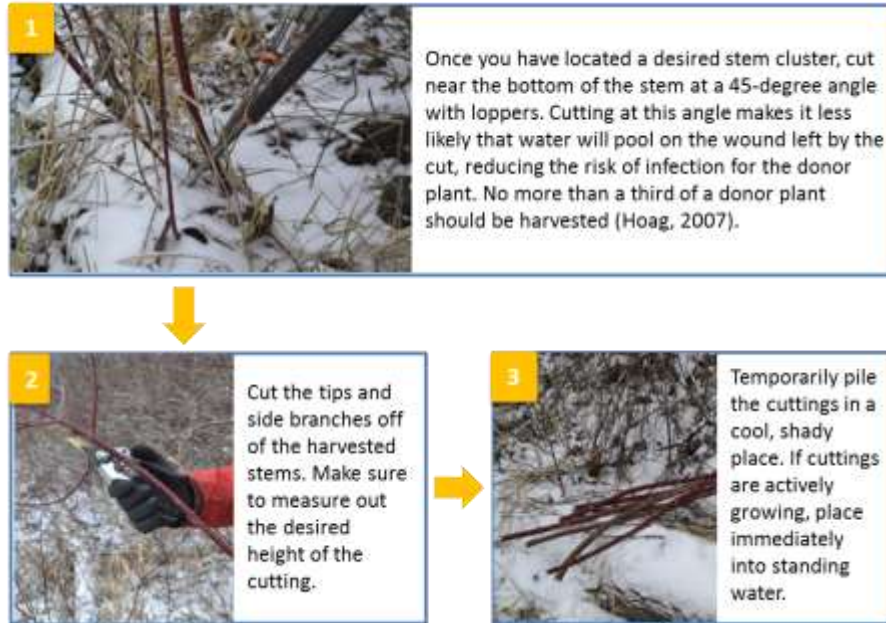 1
Once you have located a desired stem cluster, cut
near the bottom of the stem at a 45-degree angle
with loppers. Cutting at this angle makes it less
likely that water will pool on the wound left by the
cut, reducing the risk of infection for the donor
plant. No more than a third of a donor plant
should be harvested (Hoag, 2007).
2
Cut the tips and
side branches off
of the harvested
stems. Make sure
to measure out
the desired
height of the
cutting.
3
Temporarily pile
the cuttings in a
cool, shady
place. If cuttings
are actively
growing, place
immediately
into standing
water.